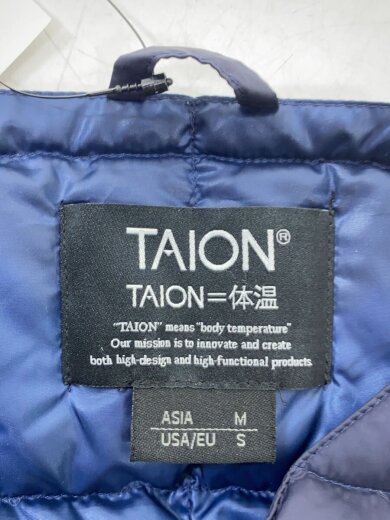 TAION®
TAION=体温
"TAION" means "body temperature"
Our mission is to innovate and create
both high-design and high-functional products.
ASIA M
USA/EU S